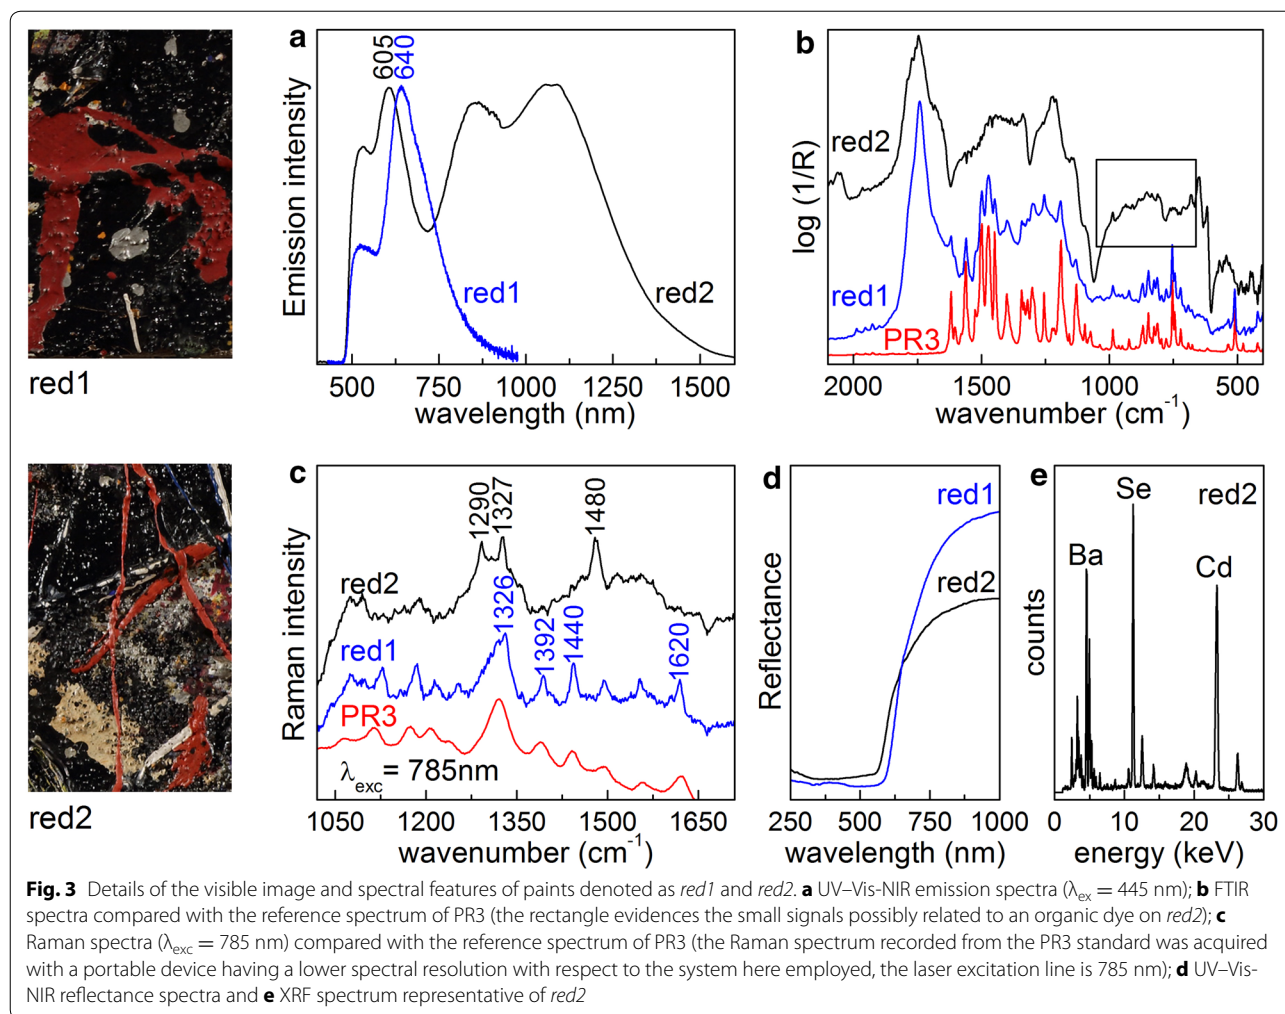 red1
red2
a
605
640
red1
red2
Emission intensity
500 750 1000 1250 1500
wavelength (nm)
b
red2
red1
PR3
log (1/R)
2000 1500 1000 500
wavenumber (cm-1)
c
1290
1327
1480
red2
1326
1392
1440
1620
red1
PR3
λexc = 785nm
Raman intensity
1050 1200 1350 1500 1650
wavenumber (cm-1)
d
red1
red2
Reflectance
250 500 750 1000
wavelength (nm)
e
Se
red2
Ba
Cd
counts
0 10 20 30
energy (keV)
Fig. 3 Details of the visible image and spectral features of paints denoted as red1 and red2. a UV–Vis-NIR emission spectra (λex = 445 nm); b FTIR
spectra compared with the reference spectrum of PR3 (the rectangle evidences the small signals possibly related to an organic dye on red2); c
Raman spectra (λexc = 785 nm) compared with the reference spectrum of PR3 (the Raman spectrum recorded from the PR3 standard was acquired
with a portable device having a lower spectral resolution with respect to the system here employed, the laser excitation line is 785 nm); d UV–Vis-
NIR reflectance spectra and e XRF spectrum representative of red2